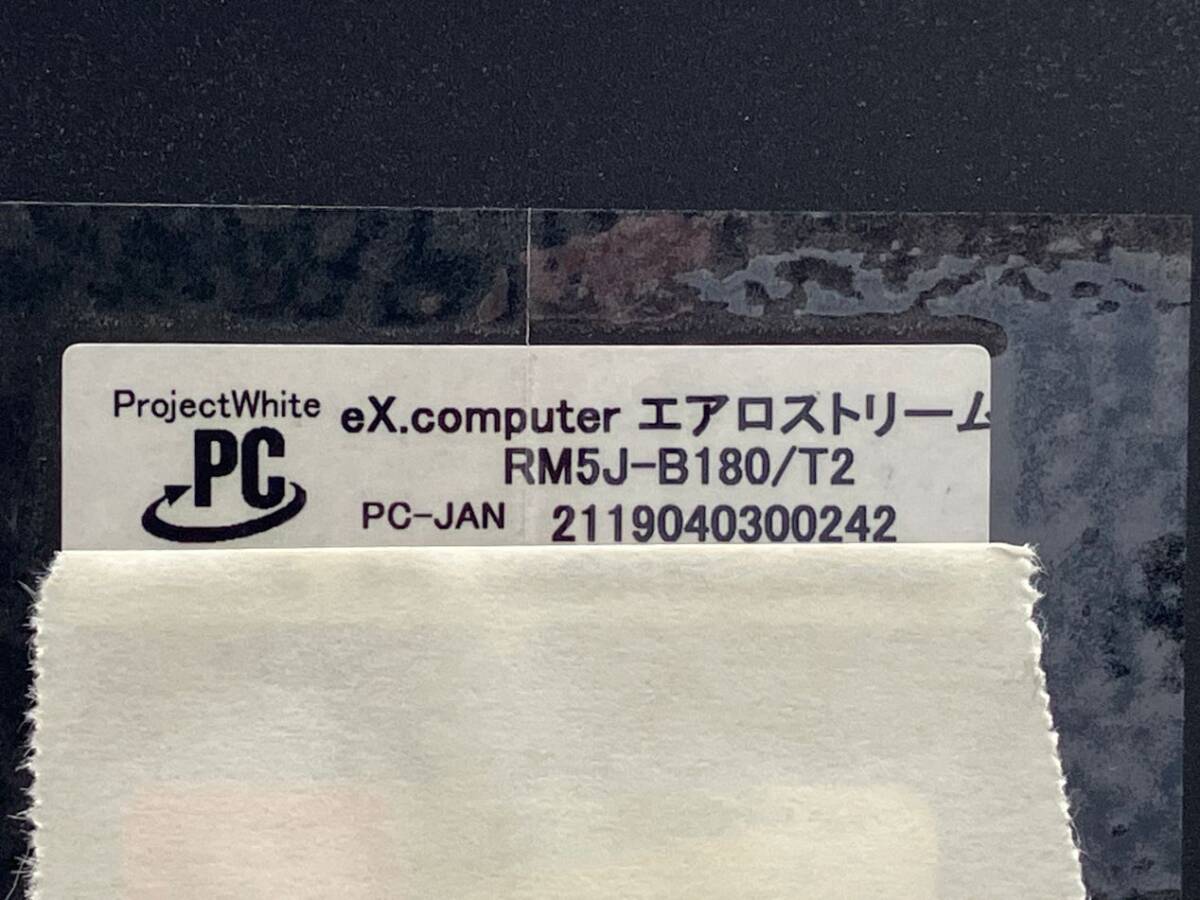 ProjectWhite
PC
eX.computer エアロストリーム
RM5J-B180/T2
PC-JAN 2119040300242